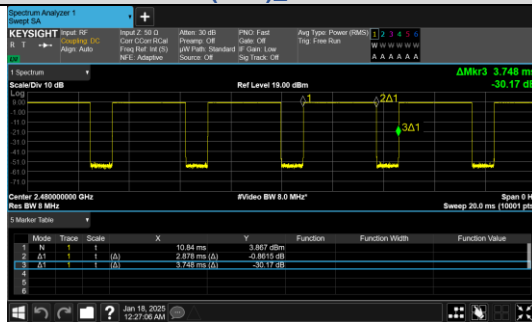 Spectrum Analyzer 1
Swept SA
+
KEYSIGHT Input: RF Input Z: 50 Ω Atten: 30 dB PNO: Fast Avg Type: Power (RMS) 1 2 3 4 5 6
R T Coupling: DC Corr CCorr RCal Preamp: Off Gate: Off Trig: Free Run W W W W W W
Align: Auto Freq Ref: Int (S) µW Path: Standard IF Gain: Low A A A A A A
NFE: Adaptive Source: Off Sig Track: Off
1 Spectrum ΔMkr3 3.748 ms
Scale/Div 10 dB Ref Level 19.00 dBm -30.17 dB
Log
9.00
-1.00
-11.0
-21.0
-31.0
-41.0
-51.0
-61.0
-71.0
1 2Δ1
3Δ1
Center 2.480000000 GHz #Video BW 8.0 MHz* Span 0 H
Res BW 8 MHz Sweep 20.0 ms (10001 pts
5 Marker Table
Mode Trace Scale X Y Function Function Width Function Value
1 N 1 t 10.84 ms 3.867 dBm
2 Δ1 1 t (Δ) 2.878 ms (Δ) -0.8615 dB
3 Δ1 1 t (Δ) 3.748 ms (Δ) -30.17 dB
4
5
6
? Jan 18, 2025
12:27:06 AM